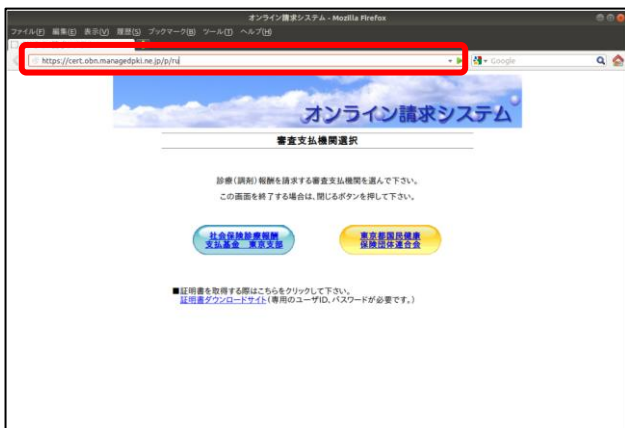 オンライン請求システム - Mozilla Firefox
ファイル(F) 編集(E) 表示(V) 履歴(S) ブックマーク(B) ツール(T) ヘルプ(H)
https://cert.obn.managedpki.ne.jp/p/ru
Google
オンライン請求システム
審査支払機関選択
診療(調剤)報酬を請求する審査支払機関を選んで下さい。
この画面を終了する場合は、閉じるボタンを押して下さい。
社会保険診療報酬
支払基金 東京支部
東京都国民健康
保険団体連合会
■証明書を取得する際はこちらをクリックして下さい。
証明書ダウンロードサイト(専用のユーザID、パスワードが必要です。)